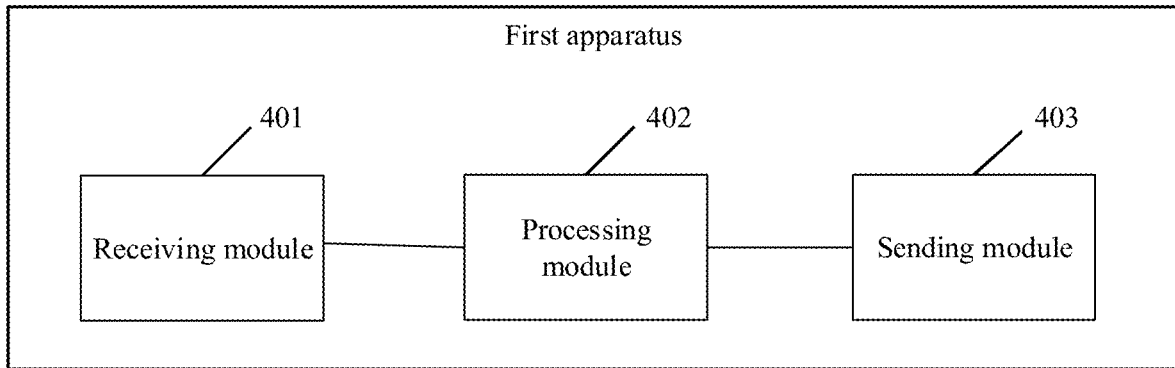 First apparatus
401
402
403
Receiving module
Processing
module
Sending module